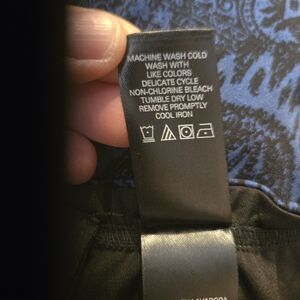 MACHINE WASH COLD
WASH WITH
LIKE COLORS
DELICATE CYCLE
NON-CHLORINE BLEACH
TUMBLE DRY LOW
REMOVE PROMPTLY
COOL IRON